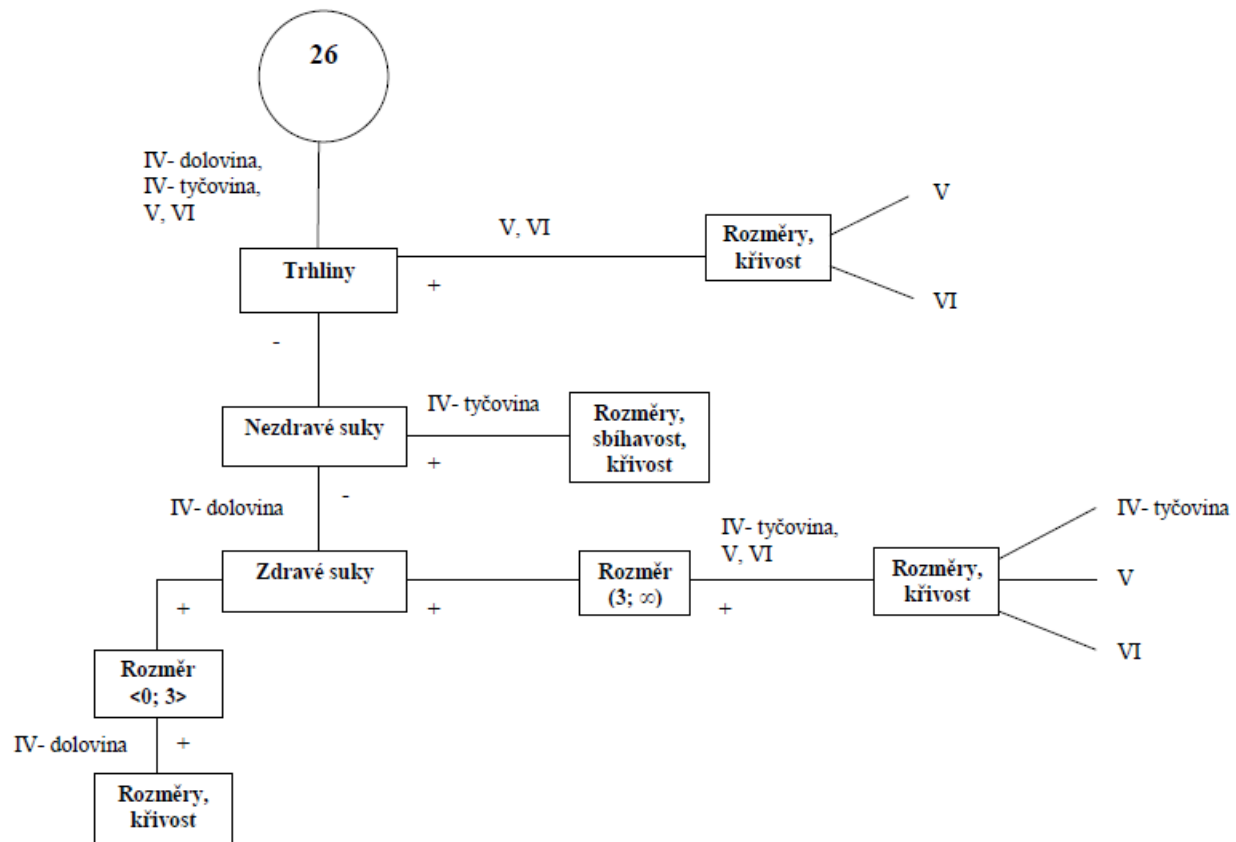 26
IV- dolovina,
IV- tyčovina,
V, VI
V
V, VI
Rozměry,
křivost
Trhliny
+
VI
-
IV- tyčovina
Rozměry,
sbíhavost,
křivost
Nezdravé suky
+
IV- dolovina
-
IV- tyčovina
IV- tyčovina,
V, VI
Zdravé suky
Rozměr
(3; ∞)
Rozměry,
křivost
V
+
+
+
VI
Rozměr
<0; 3>
IV- dolovina
+
Rozměry,
křivost